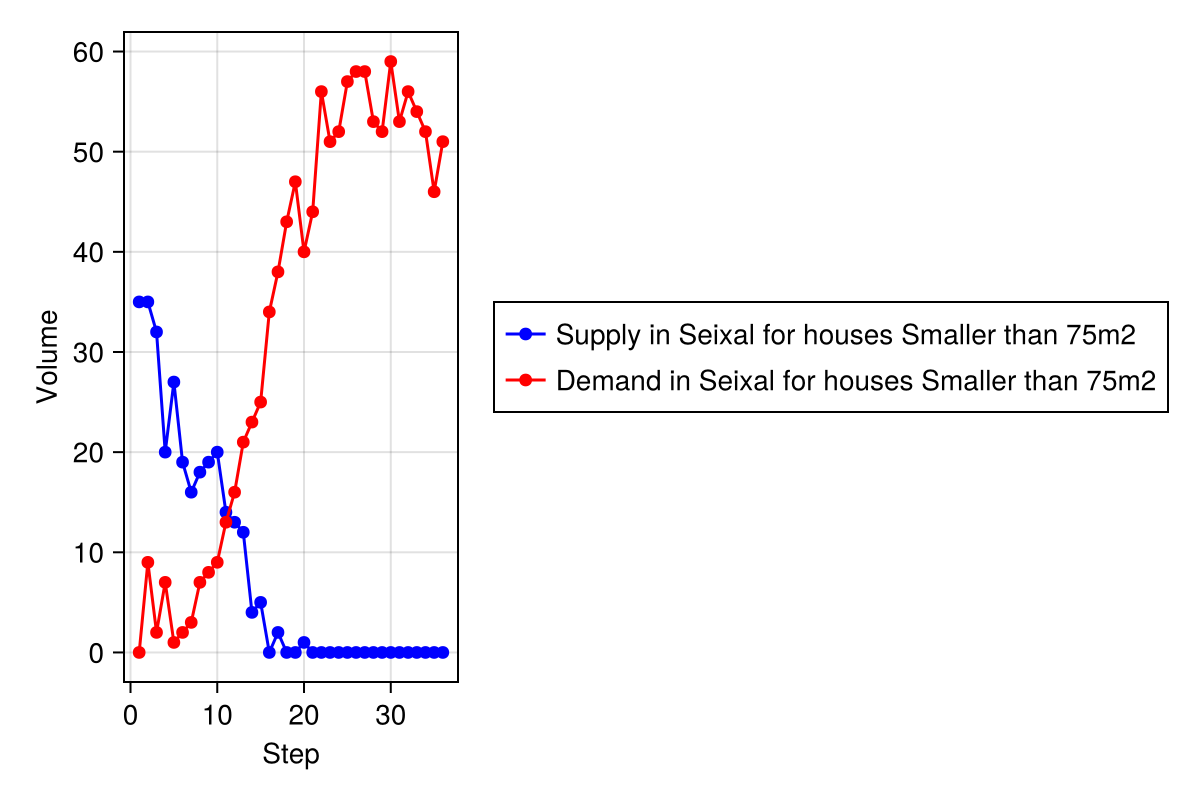 60
50
40
30
20
10
0
Volume
0 10 20 30
Step
Supply in Seixal for houses Smaller than 75m2
Demand in Seixal for houses Smaller than 75m2